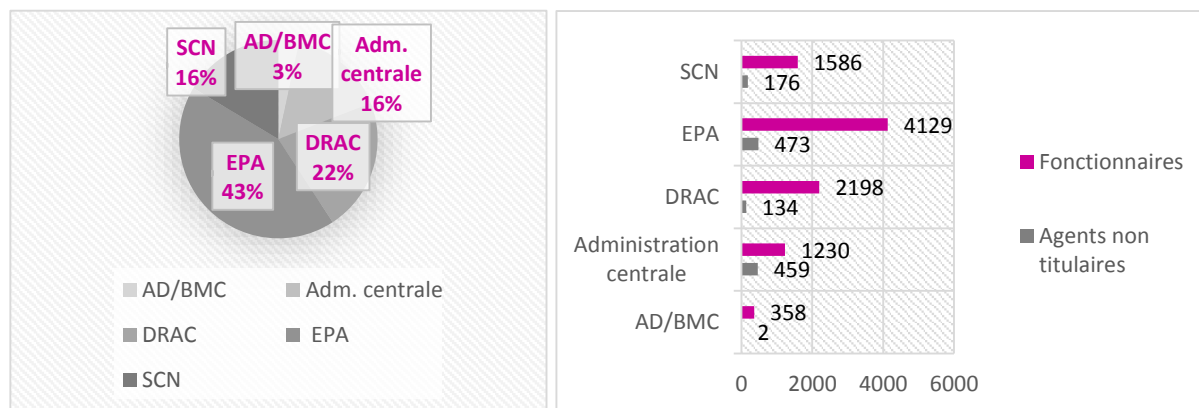 SCN
16%
AD/BMC
3%
Adm.
centrale
16%
DRAC
22%
EPA
43%
AD/BMC
Adm. centrale
DRAC
EPA
SCN
SCN
1586
176
EPA
4129
473
DRAC
2198
134
Administration
centrale
1230
459
AD/BMC
358
2
0 2000 4000 6000
Fonctionnaires
Agents non
titulaires